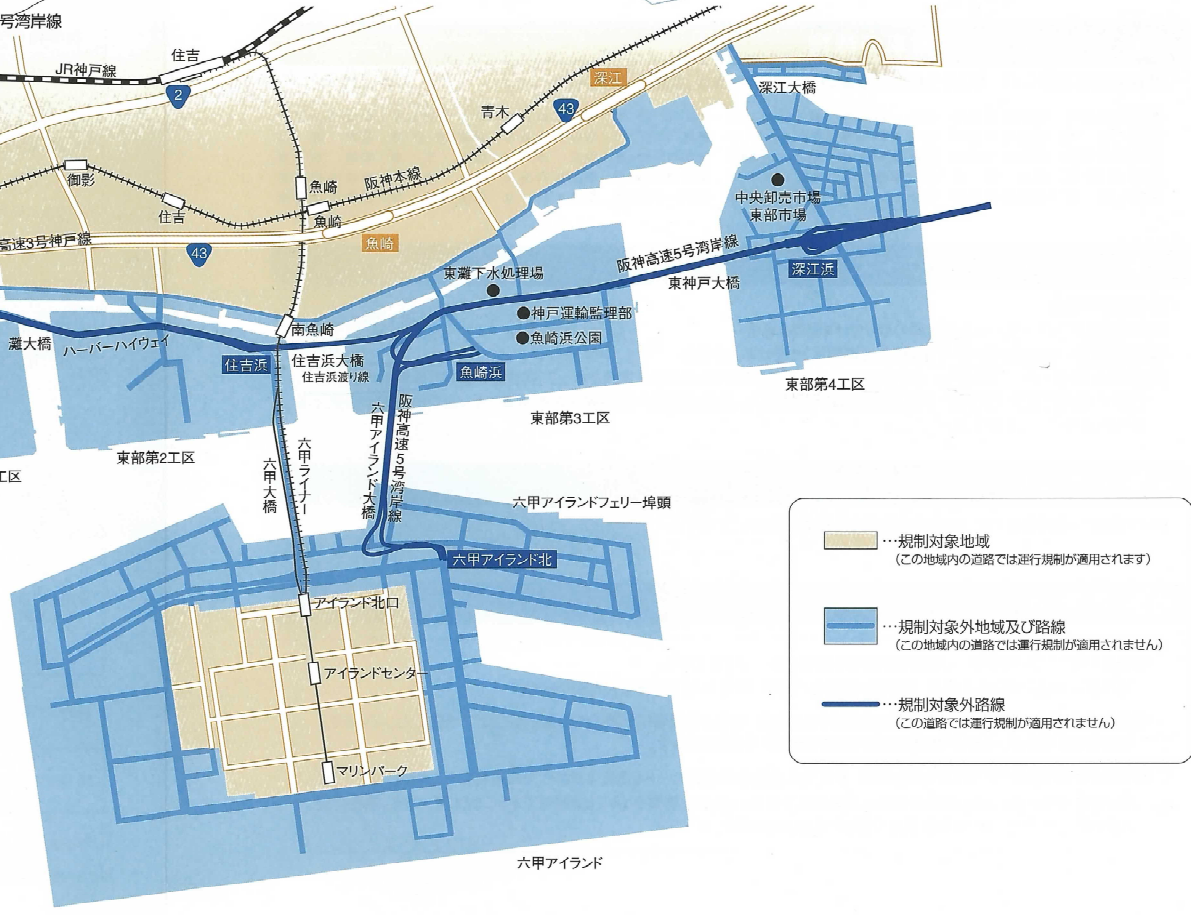 号湾岸線
住吉
JR神戸線
2
深江
43
深江大橋
青木
御影
魚崎
阪神本線
住吉
魚崎
中央卸売市場
東部市場
高速3号神戸線
43
魚崎
阪神高速5号湾岸線
深江浜
東灘下水処理場
東神戸大橋
神戸運輸監理部
南魚崎
魚崎浜公園
灘大橋
ハーバーハイウェイ
住吉浜
住吉浜大橋
住吉浜渡り線
魚崎浜
東部第4工区
東部第3工区
東部第2工区
工区
六甲大橋
六甲ライナー
六甲アイランド大橋
阪神高速5号湾岸線
六甲アイランドフェリー埠頭
六甲アイランド北
アイランド北口
アイランドセンター
マリンパーク
六甲アイランド
…規制対象地域
(この地域内の道路では運行規制が適用されます)
…規制対象外地域及び路線
(この地域内の道路では運行規制が適用されません)
…規制対象外路線
(この道路では運行規制が適用されません)